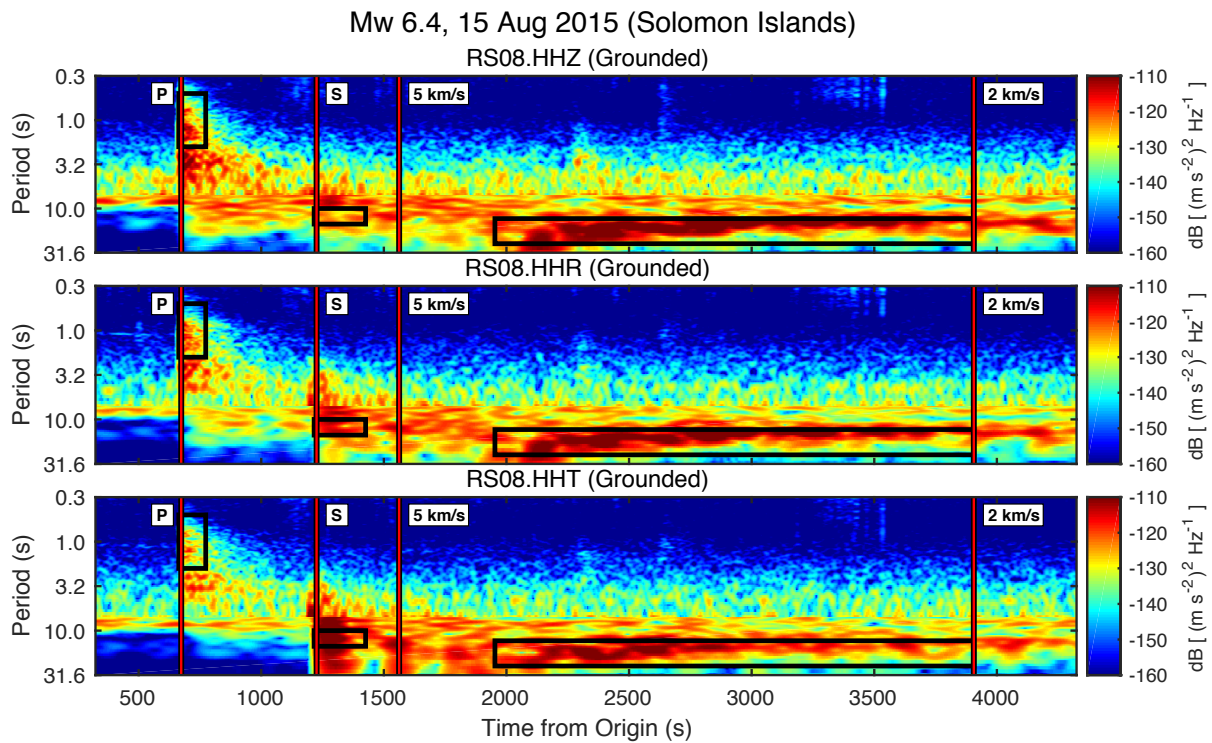 Mw 6.4, 15 Aug 2015 (Solomon Islands)
RS08.HHZ (Grounded)
0.3
1.0
3.2
10.0
31.6
Period (s)
P
S
5 km/s
2 km/s
-110
-120
-130
-140
-150
-160
dB [ (m s⁻²)² Hz⁻¹ ]
RS08.HHR (Grounded)
0.3
1.0
3.2
10.0
31.6
Period (s)
P
S
5 km/s
2 km/s
-110
-120
-130
-140
-150
-160
dB [ (m s⁻²)² Hz⁻¹ ]
RS08.HHT (Grounded)
0.3
1.0
3.2
10.0
31.6
Period (s)
P
S
5 km/s
2 km/s
-110
-120
-130
-140
-150
-160
dB [ (m s⁻²)² Hz⁻¹ ]
500 1000 1500 2000 2500 3000 3500 4000
Time from Origin (s)